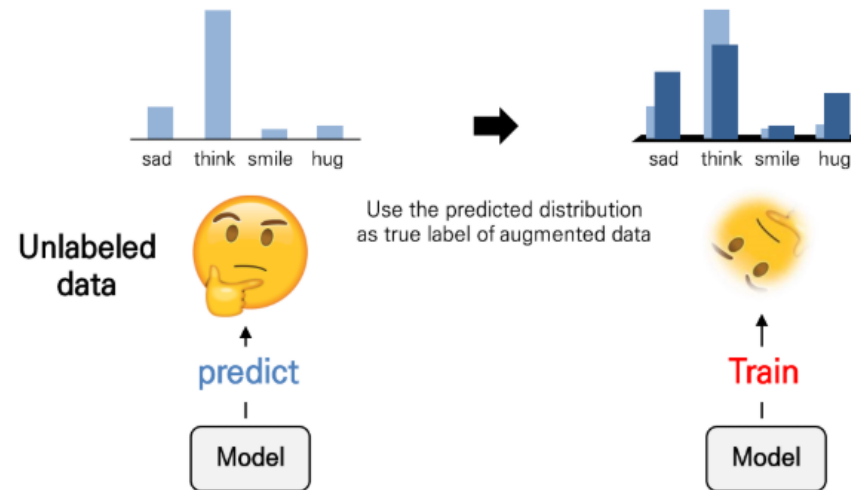 sad think smile hug
sad think smile hug
Unlabeled
data
Use the predicted distribution
as true label of augmented data
predict
Train
Model
Model